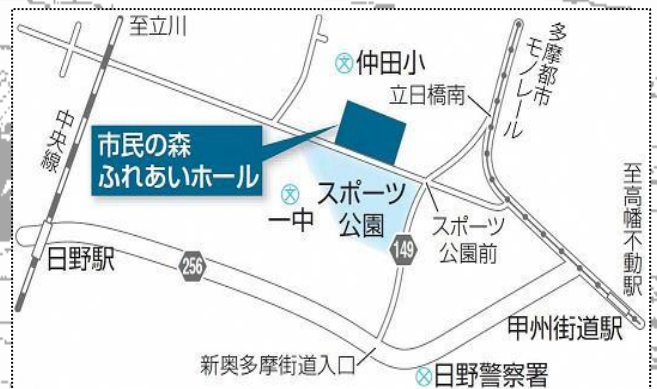 至立川
多摩都市
モノレール
仲田小
文
立日橋南
中央線
市民の森
ふれあいホール
至高幡不動駅
文
一中
スポーツ
公園
スポーツ
公園前
149
日野駅
256
甲州街道駅
新奥多摩街道入口
日野警察署